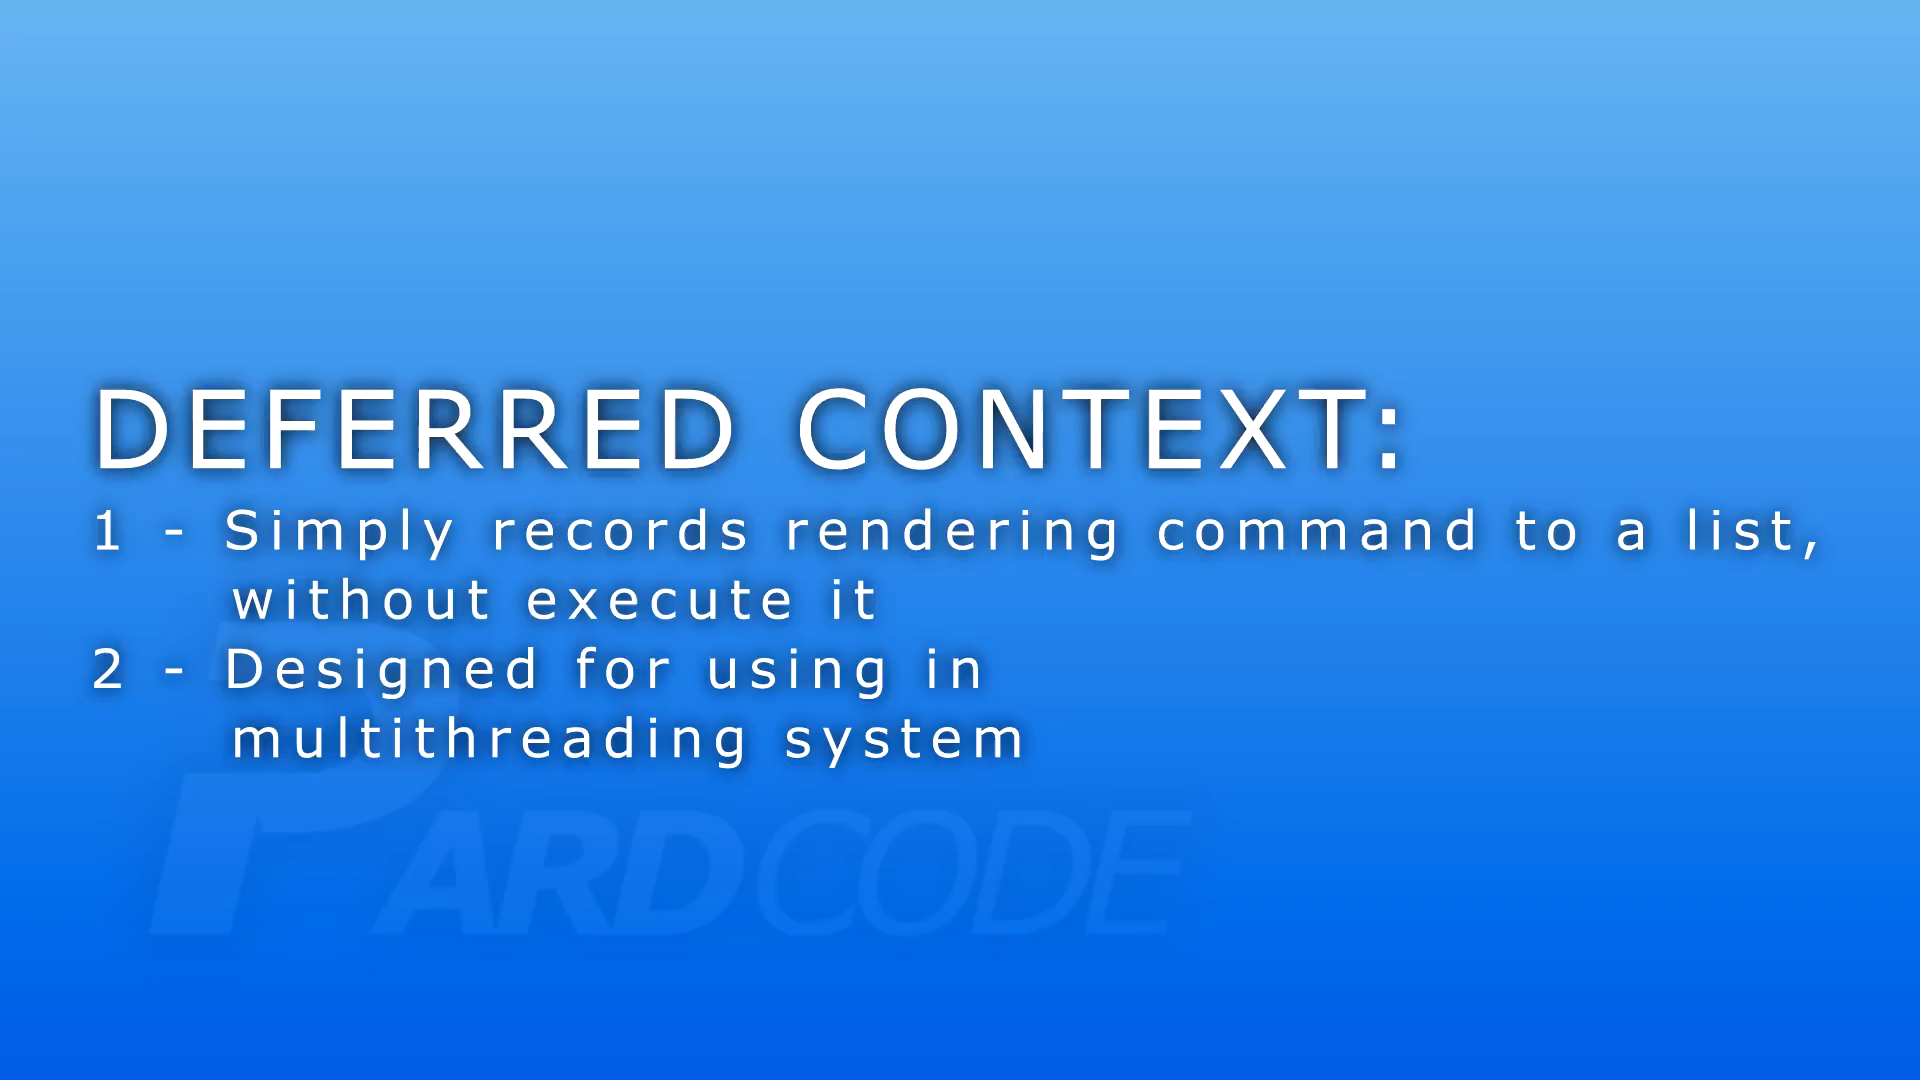 DEFERRED CONTEXT:
1 - Simply records rendering command to a list,
without execute it
2 - Designed for using in
multithreading system
PARDCODE